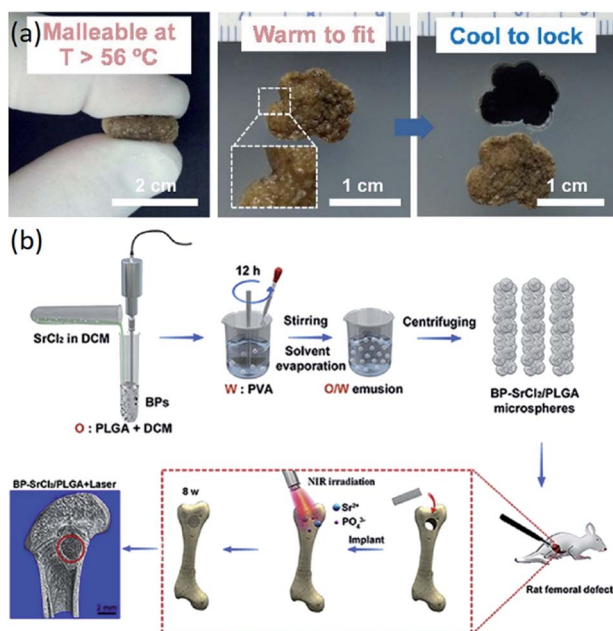 (a)
Malleable at
T > 56 ºC
Warm to fit
Cool to lock
2 cm
1 cm
1 cm
(b)
12 h
SrCl₂ in DCM
BPs
O : PLGA + DCM
W : PVA
Stirring
Solvent
evaporation
O/W emusion
Centrifuging
BP-SrCl₂/PLGA
microspheres
BP-SrCl₂/PLGA+Laser
2 mm
8 w
NIR irradiation
Sr²⁺
PO₄³⁻
Implant
Rat femoral defect